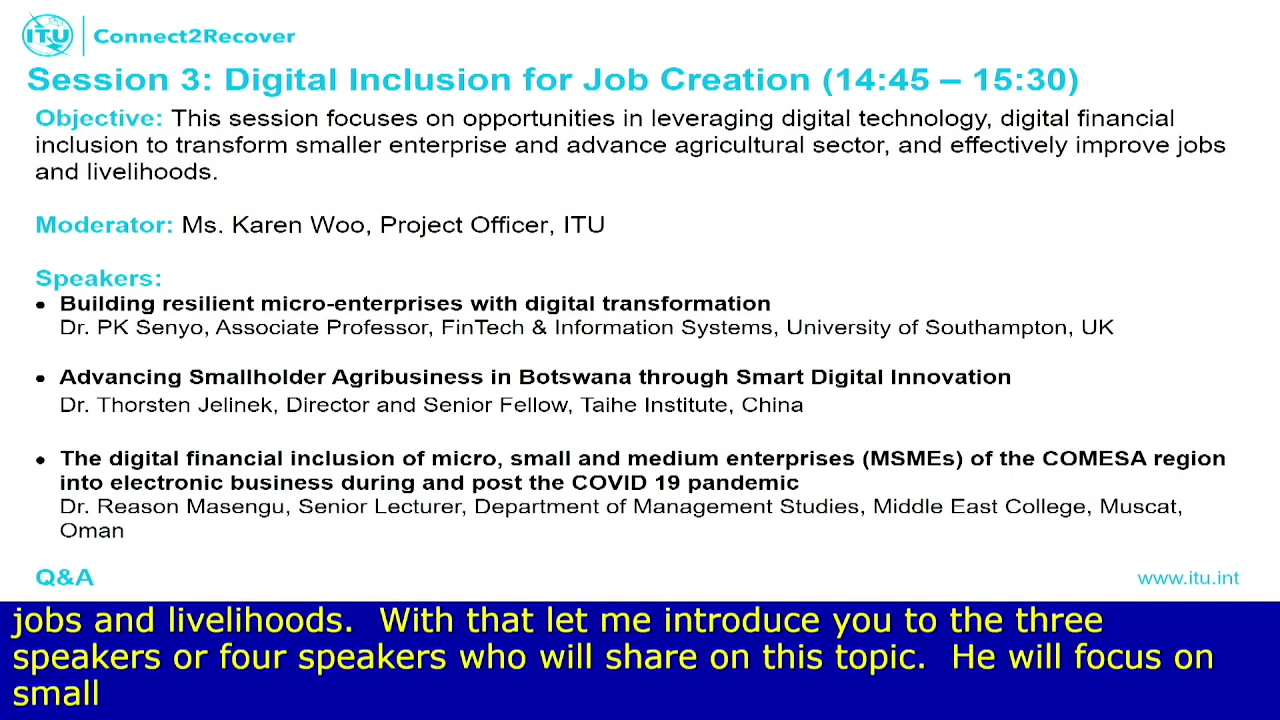 ITU Connect2Recover
Session 3: Digital Inclusion for Job Creation (14:45 – 15:30)
Objective: This session focuses on opportunities in leveraging digital technology, digital financial
inclusion to transform smaller enterprise and advance agricultural sector, and effectively improve jobs
and livelihoods.
Moderator: Ms. Karen Woo, Project Officer, ITU
Speakers:
• Building resilient micro-enterprises with digital transformation
Dr. PK Senyo, Associate Professor, FinTech & Information Systems, University of Southampton, UK
• Advancing Smallholder Agribusiness in Botswana through Smart Digital Innovation
Dr. Thorsten Jelinek, Director and Senior Fellow, Taihe Institute, China
• The digital financial inclusion of micro, small and medium enterprises (MSMEs) of the COMESA region
into electronic business during and post the COVID 19 pandemic
Dr. Reason Masengu, Senior Lecturer, Department of Management Studies, Middle East College, Muscat,
Oman
Q&A
www.itu.int
jobs and livelihoods.  With that let me introduce you to the three
speakers or four speakers who will share on this topic.  He will focus on
small